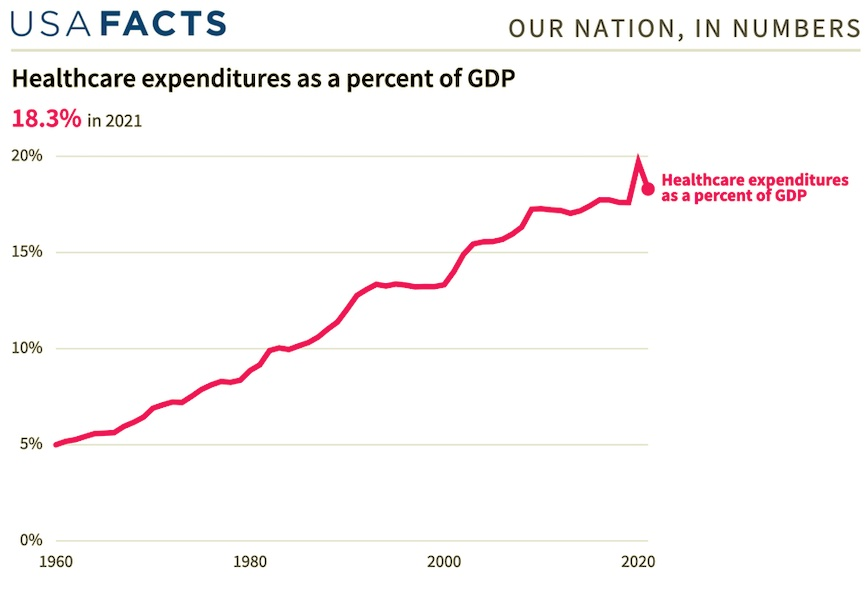 USAFACTS
OUR NATION, IN NUMBERS
Healthcare expenditures as a percent of GDP
18.3% in 2021
20%
Healthcare expenditures
as a percent of GDP
15%
10%
5%
0%
1960 1980 2000 2020